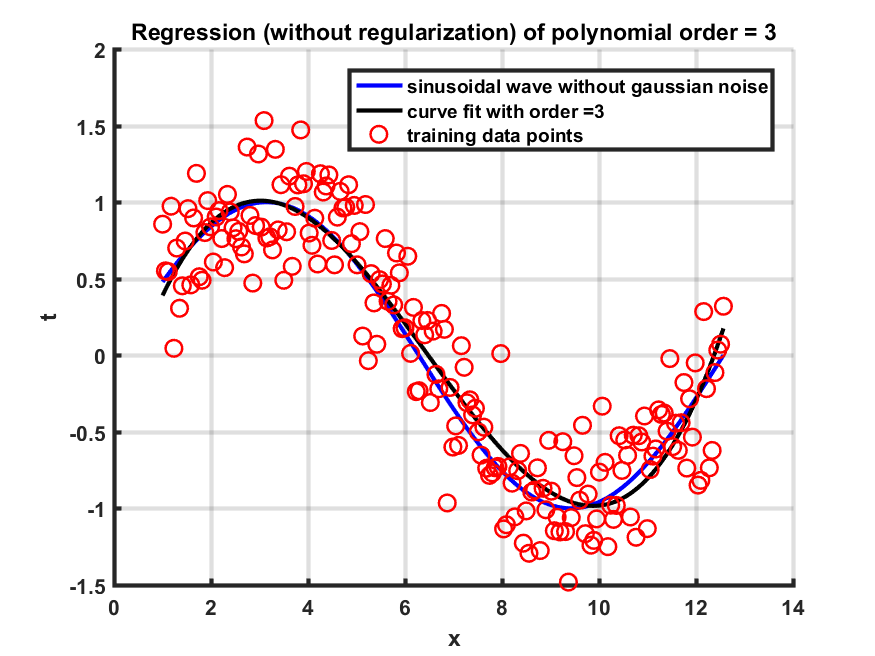 Regression (without regularization) of polynomial order = 3
2
sinusoidal wave without gaussian noise
curve fit with order =3
training data points
1.5
1
0.5
t
0
-0.5
-1
-1.5
0 2 4 6 8 10 12 14
x